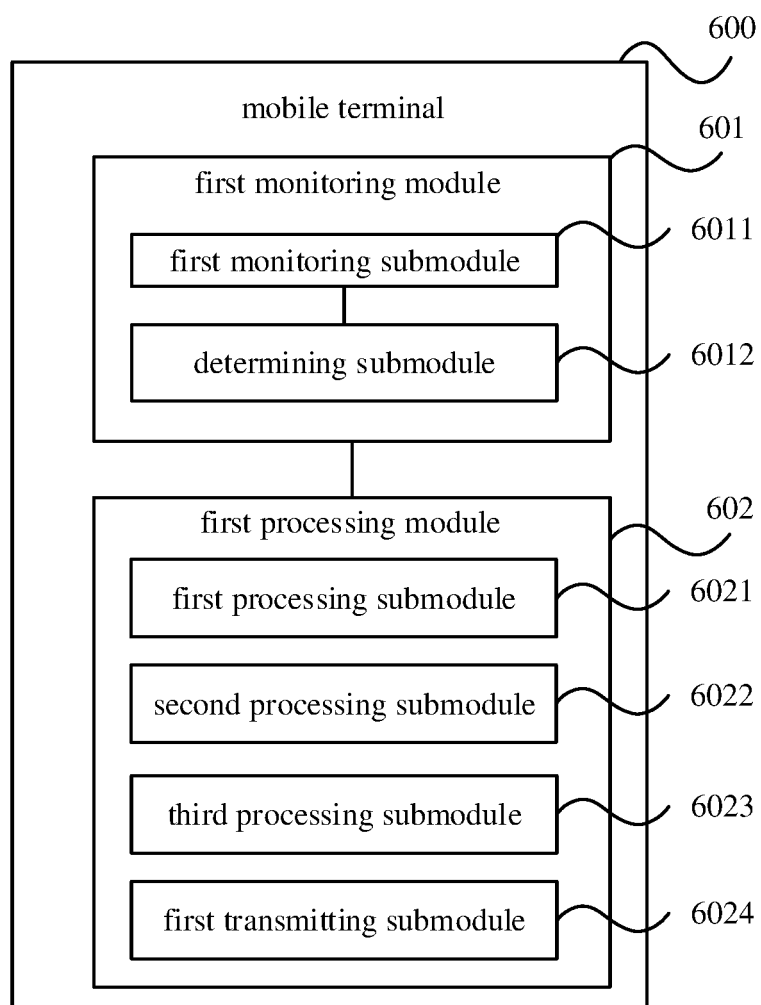 600
mobile terminal
601
first monitoring module
6011
first monitoring submodule
6012
determining submodule
602
first processing module
6021
first processing submodule
6022
second processing submodule
6023
third processing submodule
6024
first transmitting submodule